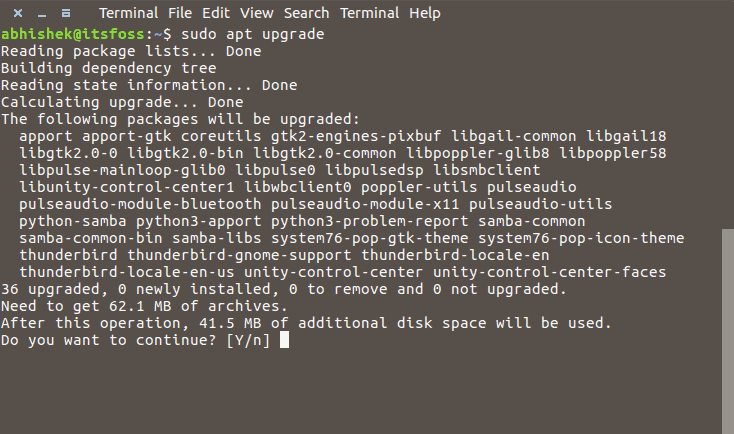 Terminal File Edit View Search Terminal Help
abhishek@itsfoss:~$ sudo apt upgrade
Reading package lists... Done
Building dependency tree
Reading state information... Done
Calculating upgrade... Done
The following packages will be upgraded:
apport apport-gtk coreutils gtk2-engines-pixbuf libgail-common libgail18
libgtk2.0-0 libgtk2.0-bin libgtk2.0-common libpoppler-glib8 libpoppler58
libpulse-mainloop-glib0 libpulse0 libpulsedsp libsmbclient
libunity-control-center1 libwbclient0 poppler-utils pulseaudio
pulseaudio-module-bluetooth pulseaudio-module-x11 pulseaudio-utils
python-samba python3-apport python3-problem-report samba-common
samba-common-bin samba-libs system76-pop-gtk-theme system76-pop-icon-theme
thunderbird thunderbird-gnome-support thunderbird-locale-en
thunderbird-locale-en-us unity-control-center unity-control-center-faces
36 upgraded, 0 newly installed, 0 to remove and 0 not upgraded.
Need to get 62.1 MB of archives.
After this operation, 41.5 MB of additional disk space will be used.
Do you want to continue? [Y/n]